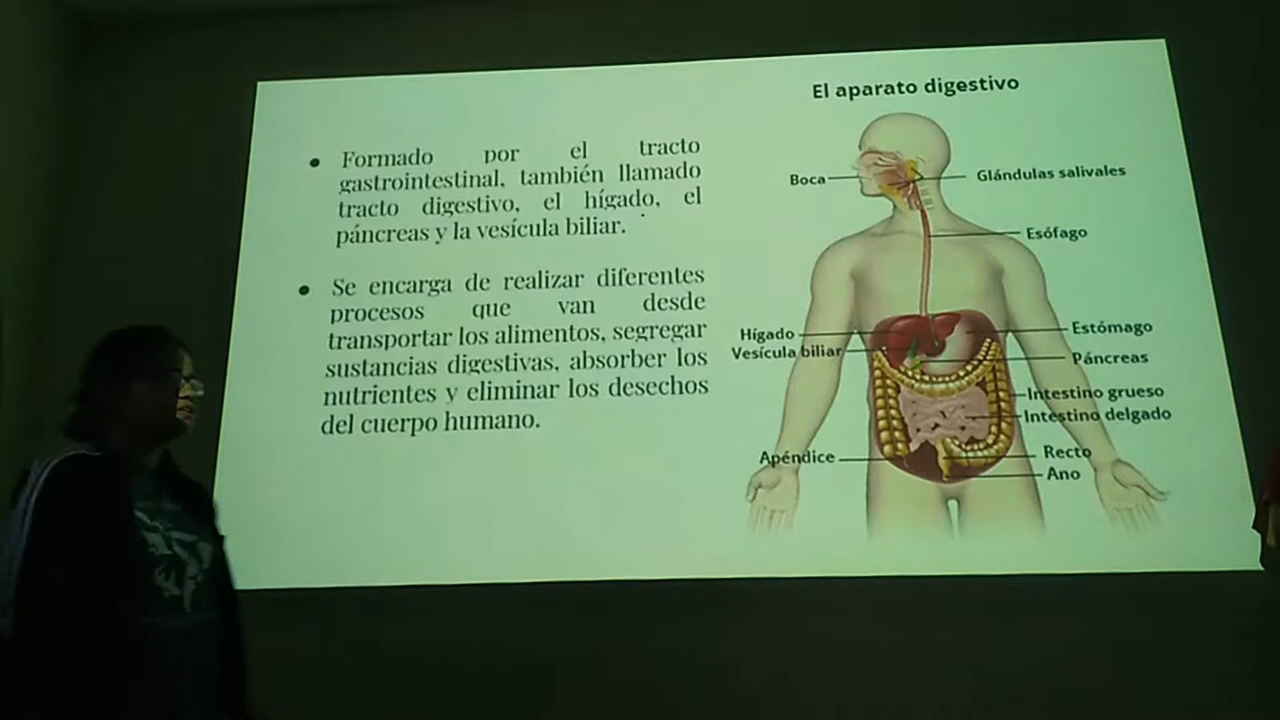 El aparato digestivo
• Formado por el tracto
gastrointestinal, también llamado
tracto digestivo, el hígado, el
páncreas y la vesícula biliar.
• Se encarga de realizar diferentes
procesos que van desde
transportar los alimentos, segregar
sustancias digestivas, absorber los
nutrientes y eliminar los desechos
del cuerpo humano.
Boca
Glándulas salivales
Esófago
Hígado
Estómago
Vesícula biliar
Páncreas
Intestino grueso
Intestino delgado
Apéndice
Recto
Ano